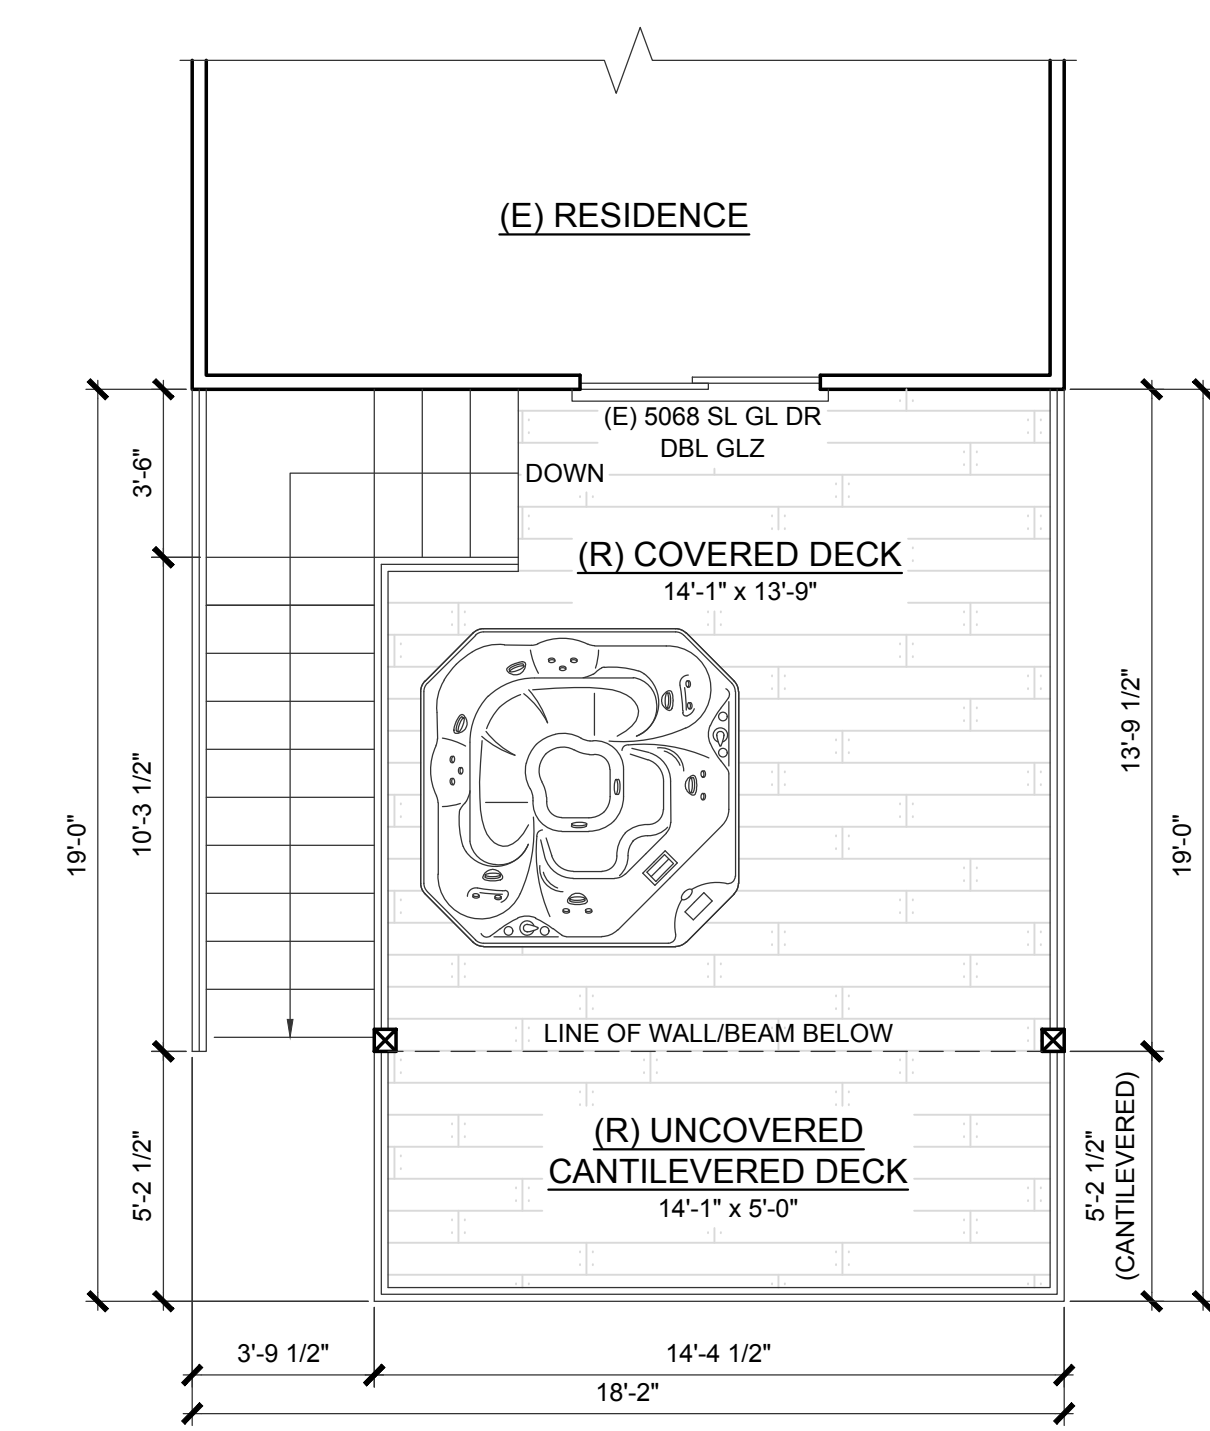 (E) RESIDENCE
(E) 5068 SL GL DR
DBL GLZ
DOWN
(R) COVERED DECK
14'-1" x 13'-9"
3'-6"
10'-3 1/2"
19'-0"
5'-2 1/2"
13'-9 1/2"
19'-0"
LINE OF WALL/BEAM BELOW
(R) UNCOVERED
CANTILEVERED DECK
14'-1" x 5'-0"
5'-2 1/2"
(CANTILEVERED)
3'-9 1/2"
14'-4 1/2"
18'-2"